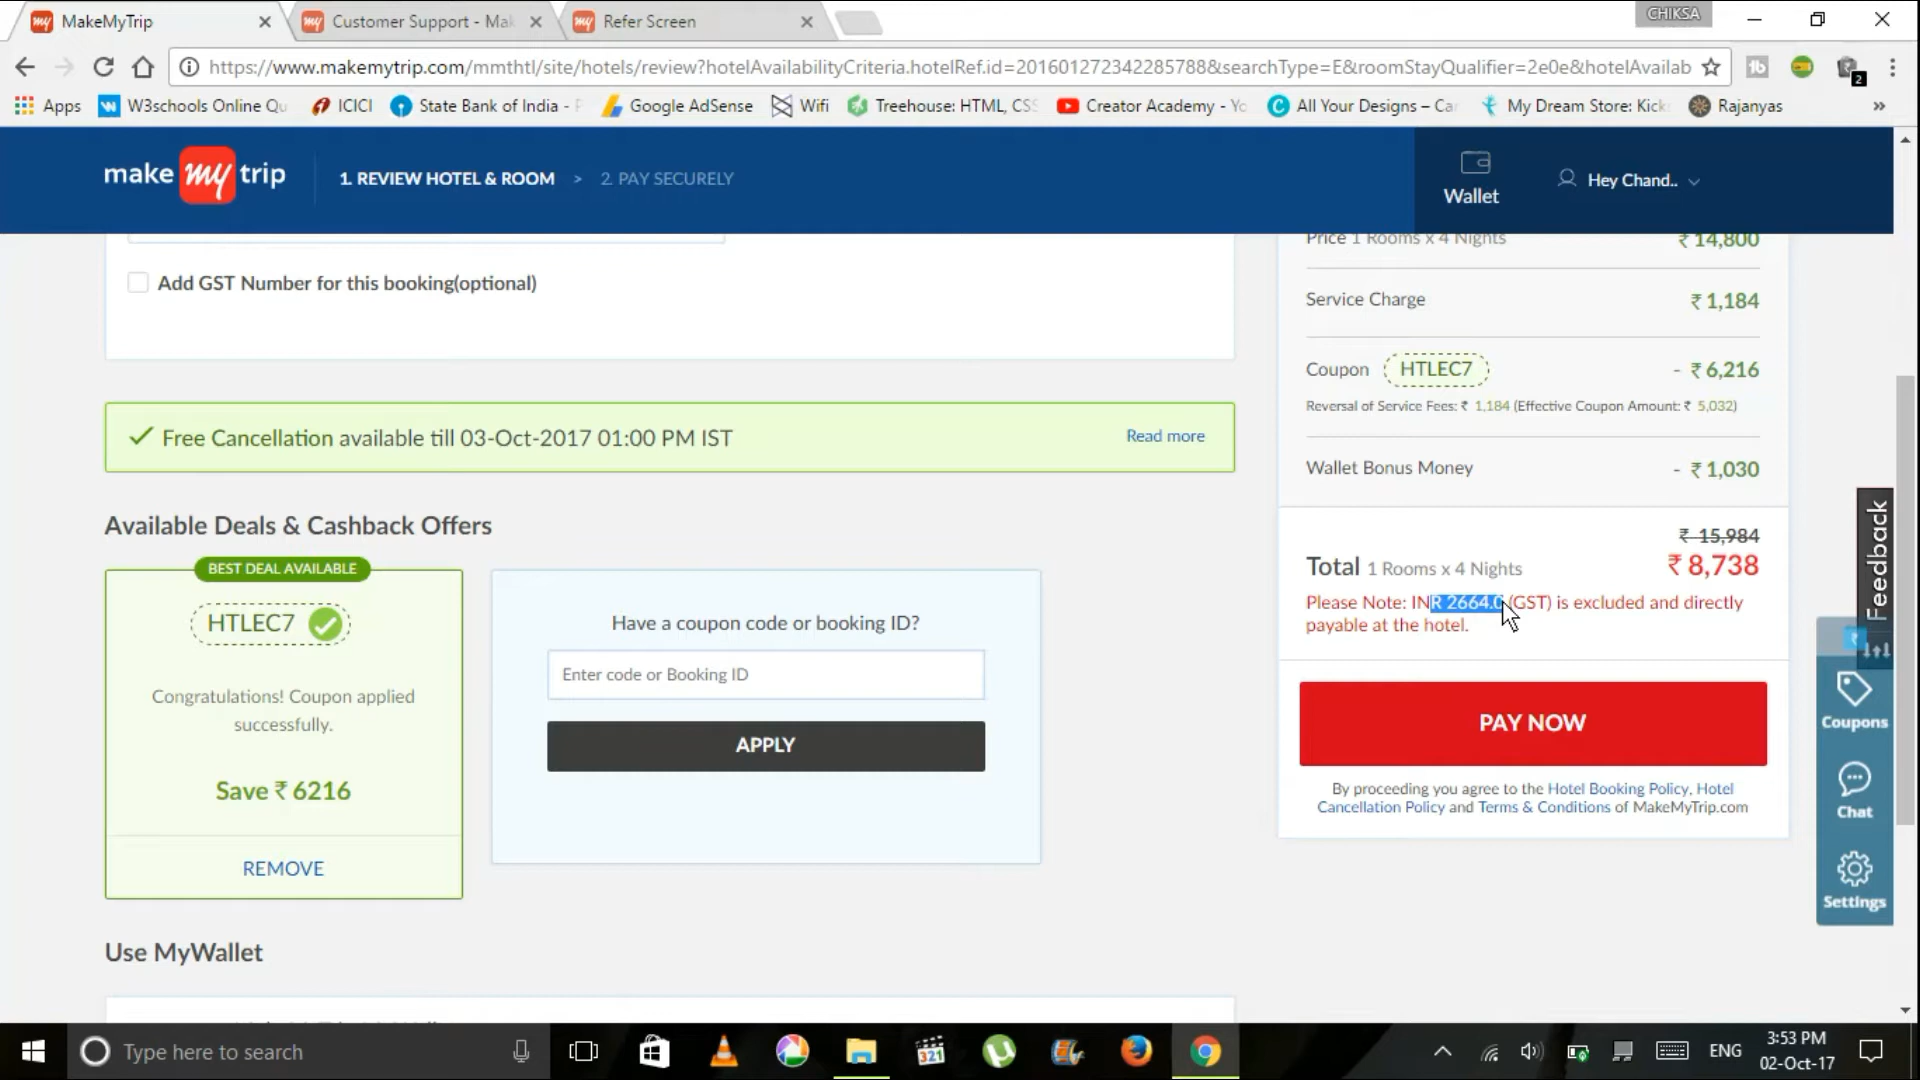 MakeMyTrip
Customer Support - Mak
Refer Screen
CHIKSA
https://www.makemytrip.com/mmthtl/site/hotels/review?hotelAvailabilityCriteria.hotelRef.id=201601272342285788&searchType=E&roomStayQualifier=2e0e&hotelAvailab
2
Apps
W3schools Online Qu
ICICI
State Bank of India - P
Google AdSense
Wifi
Treehouse: HTML, CSS
Creator Academy - Yo
All Your Designs – Can
My Dream Store: Kick
Rajanyas
make my trip
1. REVIEW HOTEL & ROOM > 2. PAY SECURELY
Wallet
Hey Chand..
Add GST Number for this booking(optional)
Free Cancellation available till 03-Oct-2017 01:00 PM IST
Read more
Available Deals & Cashback Offers
BEST DEAL AVAILABLE
HTLEC7
Congratulations! Coupon applied
successfully.
Save ₹ 6216
REMOVE
Have a coupon code or booking ID?
Enter code or Booking ID
APPLY
Use MyWallet
Price 1 Rooms x 4 Nights ₹ 14,800
Service Charge ₹ 1,184
Coupon HTLEC7 - ₹ 6,216
Reversal of Service Fees: ₹ 1,184 (Effective Coupon Amount: ₹ 5,032)
Wallet Bonus Money - ₹ 1,030
₹ 15,984
Total 1 Rooms x 4 Nights ₹ 8,738
Please Note: INR 2664.0 (GST) is excluded and directly
payable at the hotel.
PAY NOW
By proceeding you agree to the Hotel Booking Policy, Hotel
Cancellation Policy and Terms & Conditions of MakeMyTrip.com
Feedback
Coupons
Chat
Settings
Type here to search
321
ENG
3:53 PM
02-Oct-17